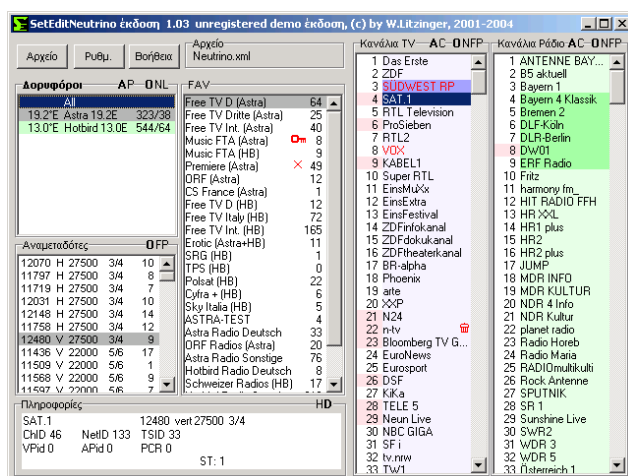 SetEditNeutrino έκδοση 1.03 unregistered demo έκδοση, (c) by W.Litzinger, 2001-2004
Αρχείο
Ρυθμ.
Βοήθεια
Αρχείο
Neutrino.xml
Δορυφόροι AP-ONL
All
19.2°E Astra 19.2E 323/38
13.0°E Hotbird 13.0E 544/64
Αναμεταδότες OFP
12070 H 27500 3/4 10
11797 H 27500 3/4 8
11719 H 27500 3/4 7
12031 H 27500 3/4 10
12148 H 27500 3/4 14
11758 H 27500 3/4 12
12480 V 27500 3/4 9
11436 V 22000 5/6 17
11509 V 22000 5/6 1
11568 V 22000 5/6 9
11597 V 22000 5/6 7
FAV
Free TV D (Astra) 64
Free TV Dritte (Astra) 25
Free TV Int. (Astra) 40
Music FTA (Astra) 8
Music FTA (HB) 9
Premiere (Astra) 49
ORF (Astra) 12
CS France (Astra) 1
Free TV D (HB) 12
Free TV Italy (HB) 72
Free TV Int. (HB) 165
Erotic (Astra+HB) 11
SRG (HB) 1
TPS (HB) 0
Polsat (HB) 22
Cyfra + (HB) 6
Sky Italia (HB) 5
ASTRA-TEST 4
Astra Radio Deutsch 33
ORF Radios (Astra) 20
Astra Radio Sonstige 76
Hotbird Radio Deutsch 8
Schweizer Radios (HB) 17
Κανάλια TV AC ONFP
1 Das Erste
2 ZDF
3 SÜDWEST RP
4 SAT.1
5 RTL Television
6 ProSieben
7 RTL2
8 VOX
9 KABEL1
10 Super RTL
11 EinsMuXx
12 EinsExtra
13 EinsFestival
14 ZDFinfokanal
15 ZDFdokukanal
16 ZDFtheaterkanal
17 BR-alpha
18 Phoenix
19 arte
20 XXP
21 N24
22 n-tv
23 Bloomberg TV G...
24 EuroNews
25 Eurosport
26 DSF
27 KiKa
28 TELE 5
29 Neun Live
30 NBC GIGA
31 SF i
32 tv.nrw
33 TW1
Κανάλια Ράδιο AC ONFP
1 ANTENNE BAY...
2 B5 aktuell
3 Bayern 1
4 Bayern 4 Klassik
5 Bremen 2
6 DLF-Köln
7 DLR-Berlin
8 DW01
9 ERF Radio
10 Fritz
11 harmony fm_
12 HIT RADIO FFH
13 HR XXL
14 HR1 plus
15 HR2
16 HR2 plus
17 JUMP
18 MDR INFO
19 MDR KULTUR
20 NDR 4 Info
21 NDR Kultur
22 planet radio
23 Radio Horeb
24 Radio Maria
25 RADIOmultikulti
26 Rock Antenne
27 SPUTNIK
28 SR 1
29 Sunshine Live
30 SWR2
31 WDR 3
32 WDR 5
33 Österreich 1
Πληροφορίες HD
SAT.1 12480 vert 27500 3/4
ChID 46 NetID 133 TSID 33
VPid 0 APid 0 PCR 0
ST: 1